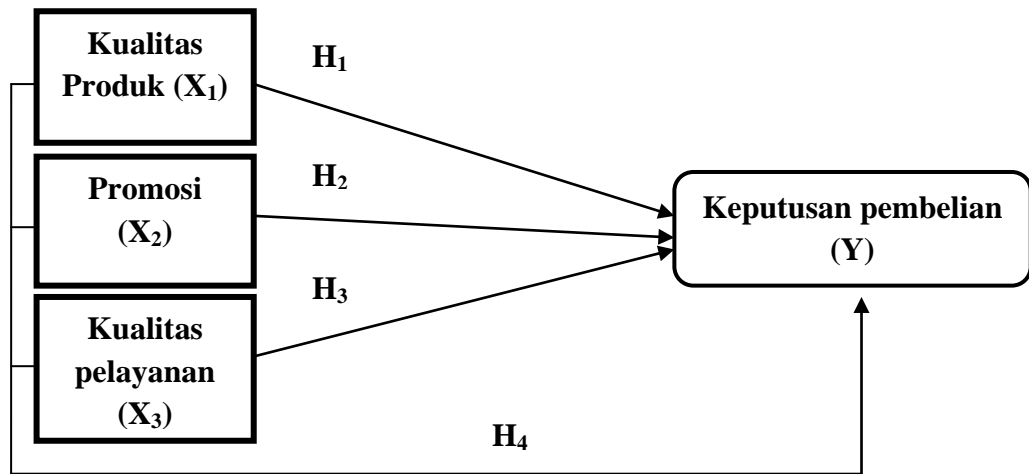 Kualitas
Produk (X₁)
H₁
Promosi
(X₂)
H₂
Keputusan pembelian
(Y)
Kualitas
pelayanan
(X₃)
H₃
H₄